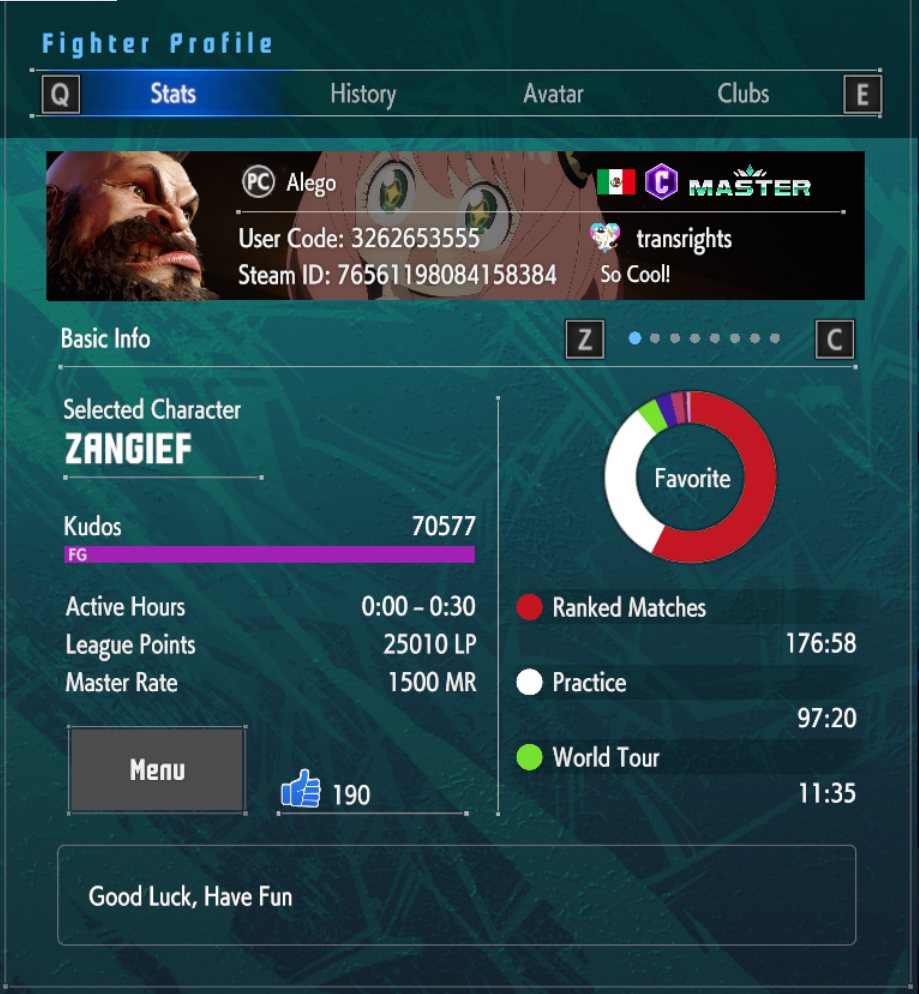 Fighter Profile
Q Stats History Avatar Clubs E
PC Alego C MASTER
User Code: 3262653555 transrights
Steam ID: 76561198084158384 So Cool!
Basic Info Z C
Selected Character
ZANGIEF
Favorite
Kudos 70577
FG
Active Hours 0:00 – 0:30
League Points 25010 LP
Master Rate 1500 MR
Ranked Matches
176:58
Practice
97:20
World Tour
11:35
Menu
190
Good Luck, Have Fun